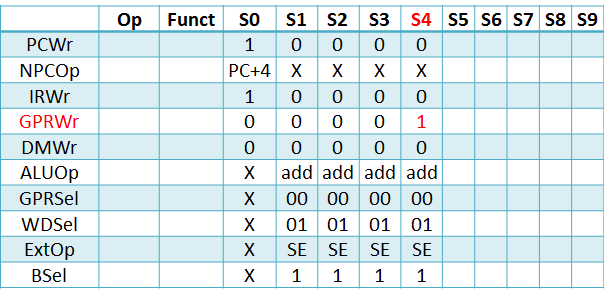 Op Funct S0 S1 S2 S3 S4 S5 S6 S7 S8 S9
PCWr 1 0 0 0 0
NPCOp PC+4 X X X X
IRWr 1 0 0 0 0
GPRWr 0 0 0 0 1
DMWr 0 0 0 0 0
ALUOp X add add add add
GPRSel X 00 00 00 00
WDSel X 01 01 01 01
ExtOp X SE SE SE SE
BSel X 1 1 1 1